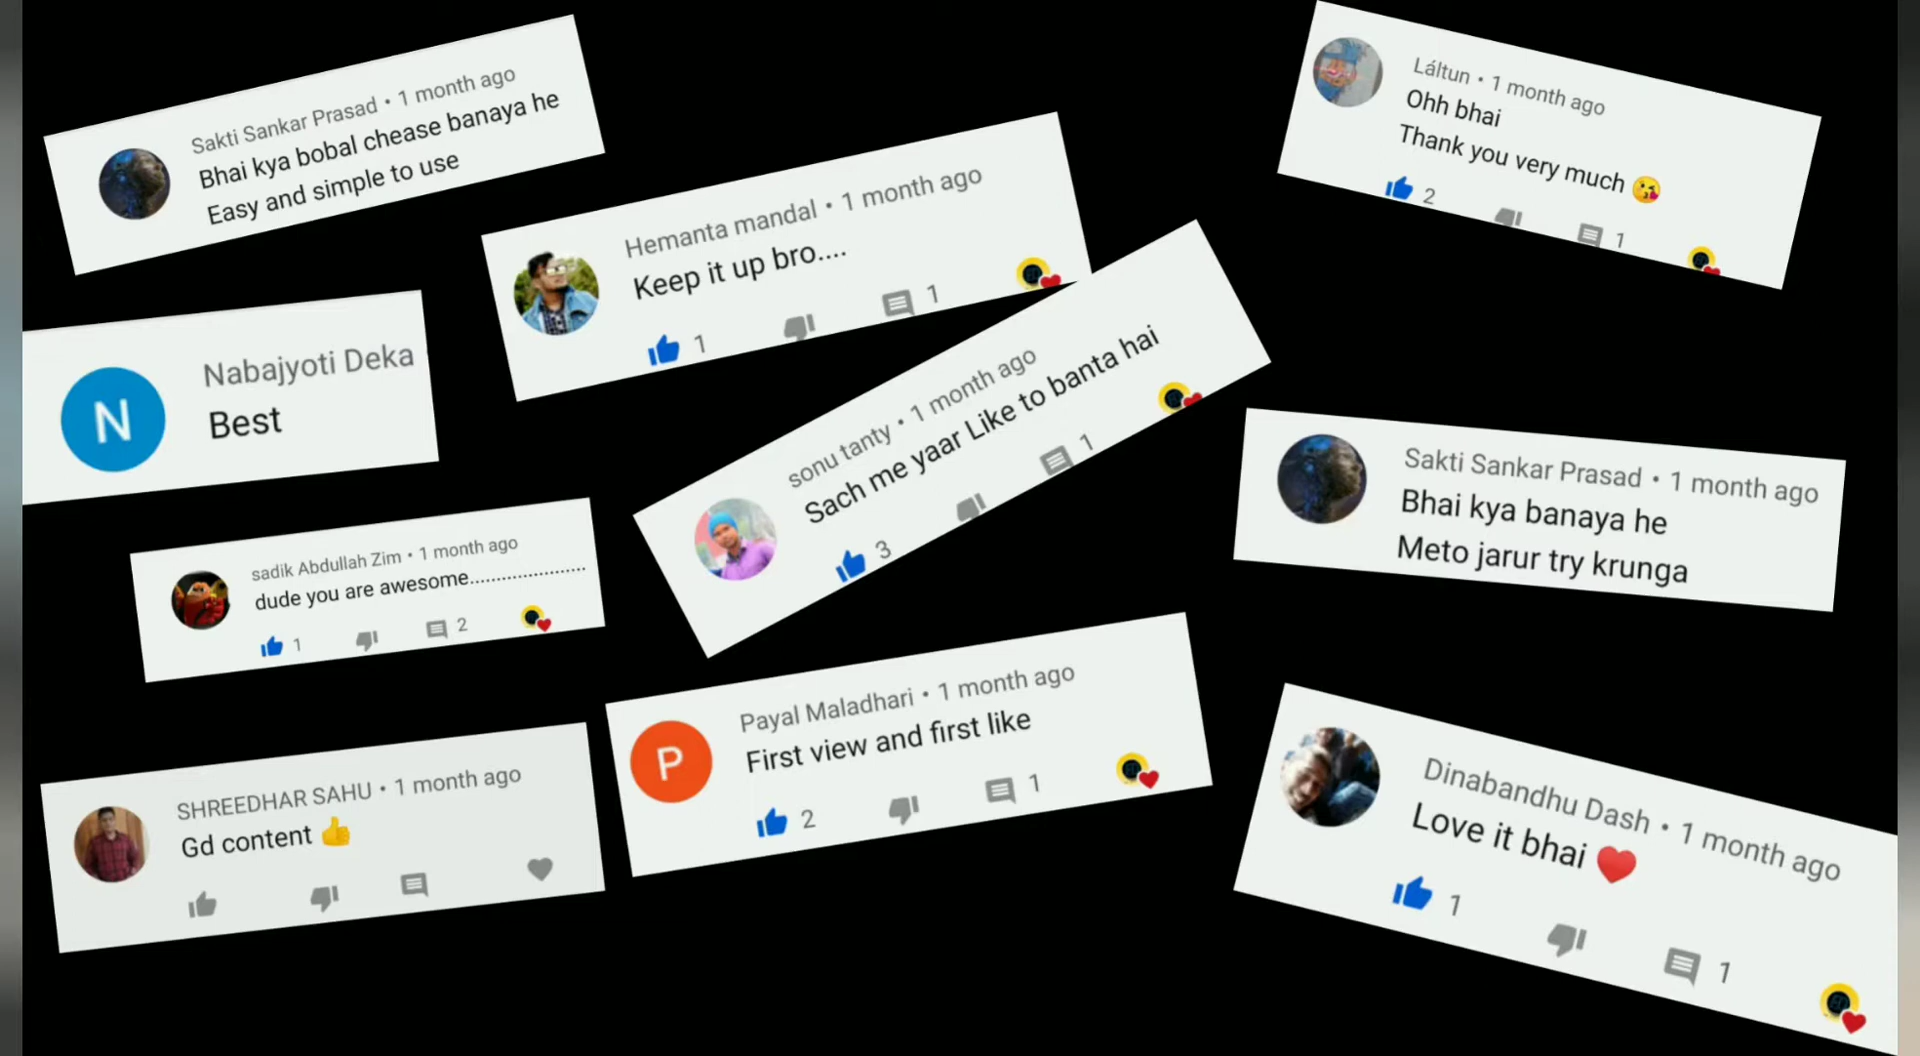 Sakti Sankar Prasad • 1 month ago
Bhai kya bobal chease banaya he
Easy and simple to use
Láltun • 1 month ago
Ohh bhai
Thank you very much 😘
2
1
Hemanta mandal • 1 month ago
Keep it up bro....
1
1
Nabajyoti Deka
N
Best
sonu tanty • 1 month ago
Sach me yaar Like to banta hai
3
1
Sakti Sankar Prasad • 1 month ago
Bhai kya banaya he
Meto jarur try krunga
sadik Abdullah Zim • 1 month ago
dude you are awesome......................
1
2
Payal Maladhari • 1 month ago
P
First view and first like
2
1
SHREEDHAR SAHU • 1 month ago
Gd content 👍
Dinabandhu Dash • 1 month ago
Love it bhai ♥️
1
1